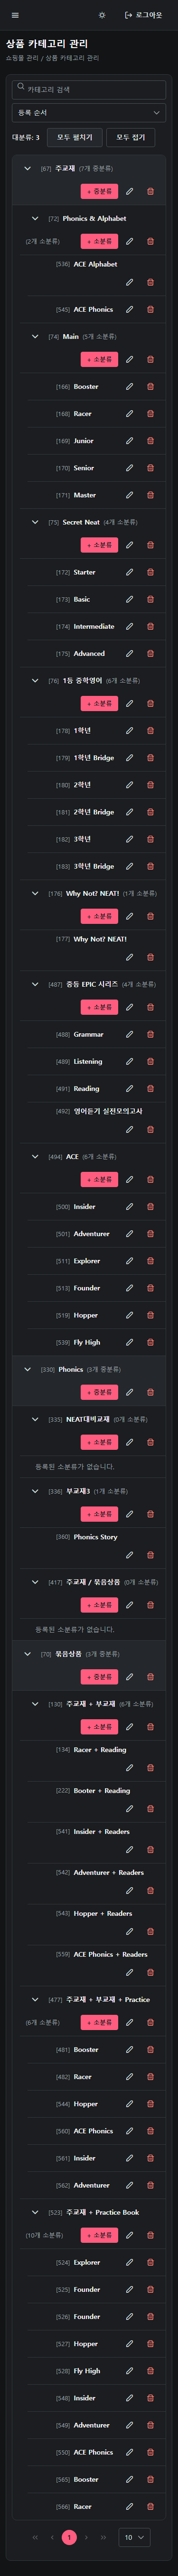 로그아웃
상품 카테고리 관리
쇼핑몰 관리 / 상품 카테고리 관리
카테고리 검색
등록 순서
대분류: 3 모두 펼치기 모두 접기
[67] 주교재 (7개 중분류)
+ 중분류
[72] Phonics & Alphabet
(2개 소분류) + 소분류
[536] ACE Alphabet
[545] ACE Phonics
[74] Main (5개 소분류)
+ 소분류
[166] Booster
[168] Racer
[169] Junior
[170] Senior
[171] Master
[75] Secret Neat (4개 소분류)
+ 소분류
[172] Starter
[173] Basic
[174] Intermediate
[175] Advanced
[76] 1등 중학영어 (6개 소분류)
+ 소분류
[178] 1학년
[179] 1학년 Bridge
[180] 2학년
[181] 2학년 Bridge
[182] 3학년
[183] 3학년 Bridge
[176] Why Not? NEAT! (1개 소분류)
+ 소분류
[177] Why Not? NEAT!
[487] 중등 EPIC 시리즈 (4개 소분류)
+ 소분류
[488] Grammar
[489] Listening
[491] Reading
[492] 영어듣기 실전모의고사
[494] ACE (6개 소분류)
+ 소분류
[500] Insider
[501] Adventurer
[511] Explorer
[513] Founder
[519] Hopper
[539] Fly High
[330] Phonics (3개 중분류)
+ 중분류
[335] NEAT대비교재 (0개 소분류)
+ 소분류
등록된 소분류가 없습니다.
[336] 부교재3 (1개 소분류)
+ 소분류
[360] Phonics Story
[417] 주교재 / 묶음상품 (0개 소분류)
+ 소분류
등록된 소분류가 없습니다.
[70] 묶음상품 (3개 중분류)
+ 중분류
[130] 주교재 + 부교재 (6개 소분류)
+ 소분류
[134] Racer + Reading
[222] Booter + Reading
[541] Insider + Readers
[542] Adventurer + Readers
[543] Hopper + Readers
[559] ACE Phonics + Readers
[477] 주교재 + 부교재 + Practice
(6개 소분류) + 소분류
[481] Booster
[482] Racer
[544] Hopper
[560] ACE Phonics
[561] Insider
[562] Adventurer
[523] 주교재 + Practice Book
(10개 소분류) + 소분류
[524] Explorer
[525] Founder
[526] Founder
[527] Hopper
[528] Fly High
[548] Insider
[549] Adventurer
[550] ACE Phonics
[565] Booster
[566] Racer
1 10